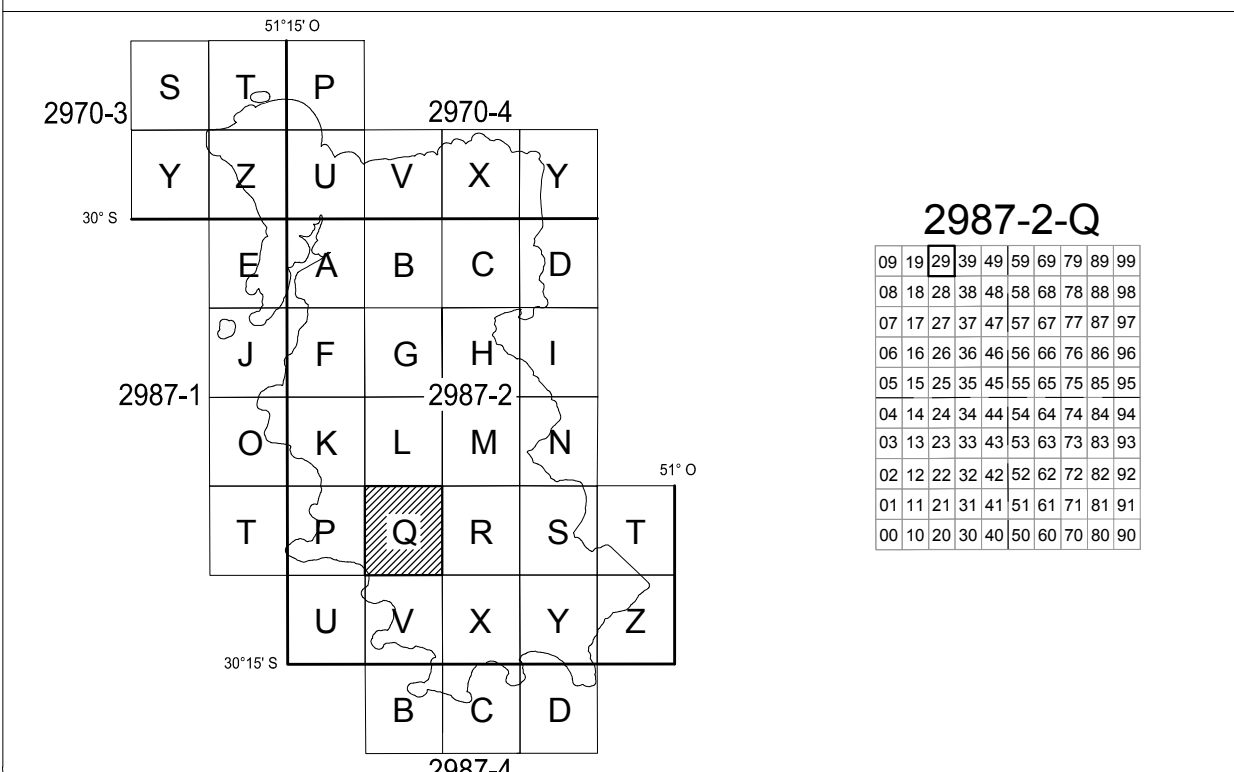 51°15' O
S T P
2970-3
2970-4
Y Z U V X Y
30° S
E A B C D
J F G H I
2987-1
2987-2
O K L M N
51° O
T P Q R S T
U V X Y Z
30°15' S
B C D
2987-4
2987-2-Q
09 19 29 39 49 59 69 79 89 99
08 18 28 38 48 58 68 78 88 98
07 17 27 37 47 57 67 77 87 97
06 16 26 36 46 56 66 76 86 96
05 15 25 35 45 55 65 75 85 95
04 14 24 34 44 54 64 74 84 94
03 13 23 33 43 53 63 73 83 93
02 12 22 32 42 52 62 72 82 92
01 11 21 31 41 51 61 71 81 91
00 10 20 30 40 50 60 70 80 90